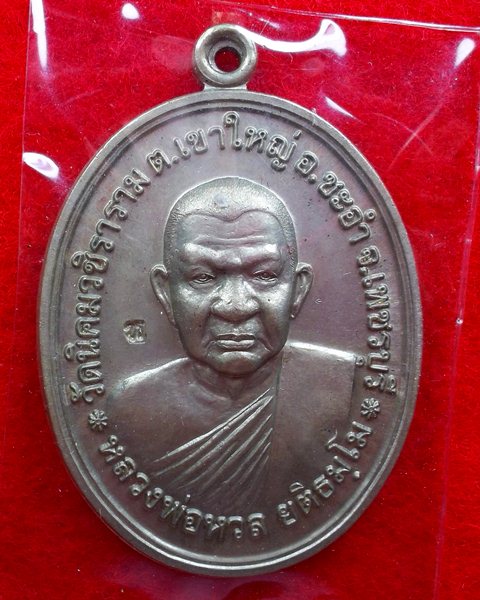 วัดนิคมวชิราราม ต.เขาใหญ่ อ.ชะอำ จ.เพชรบุรี
หลวงพ่อหวล ยุติธมฺโม